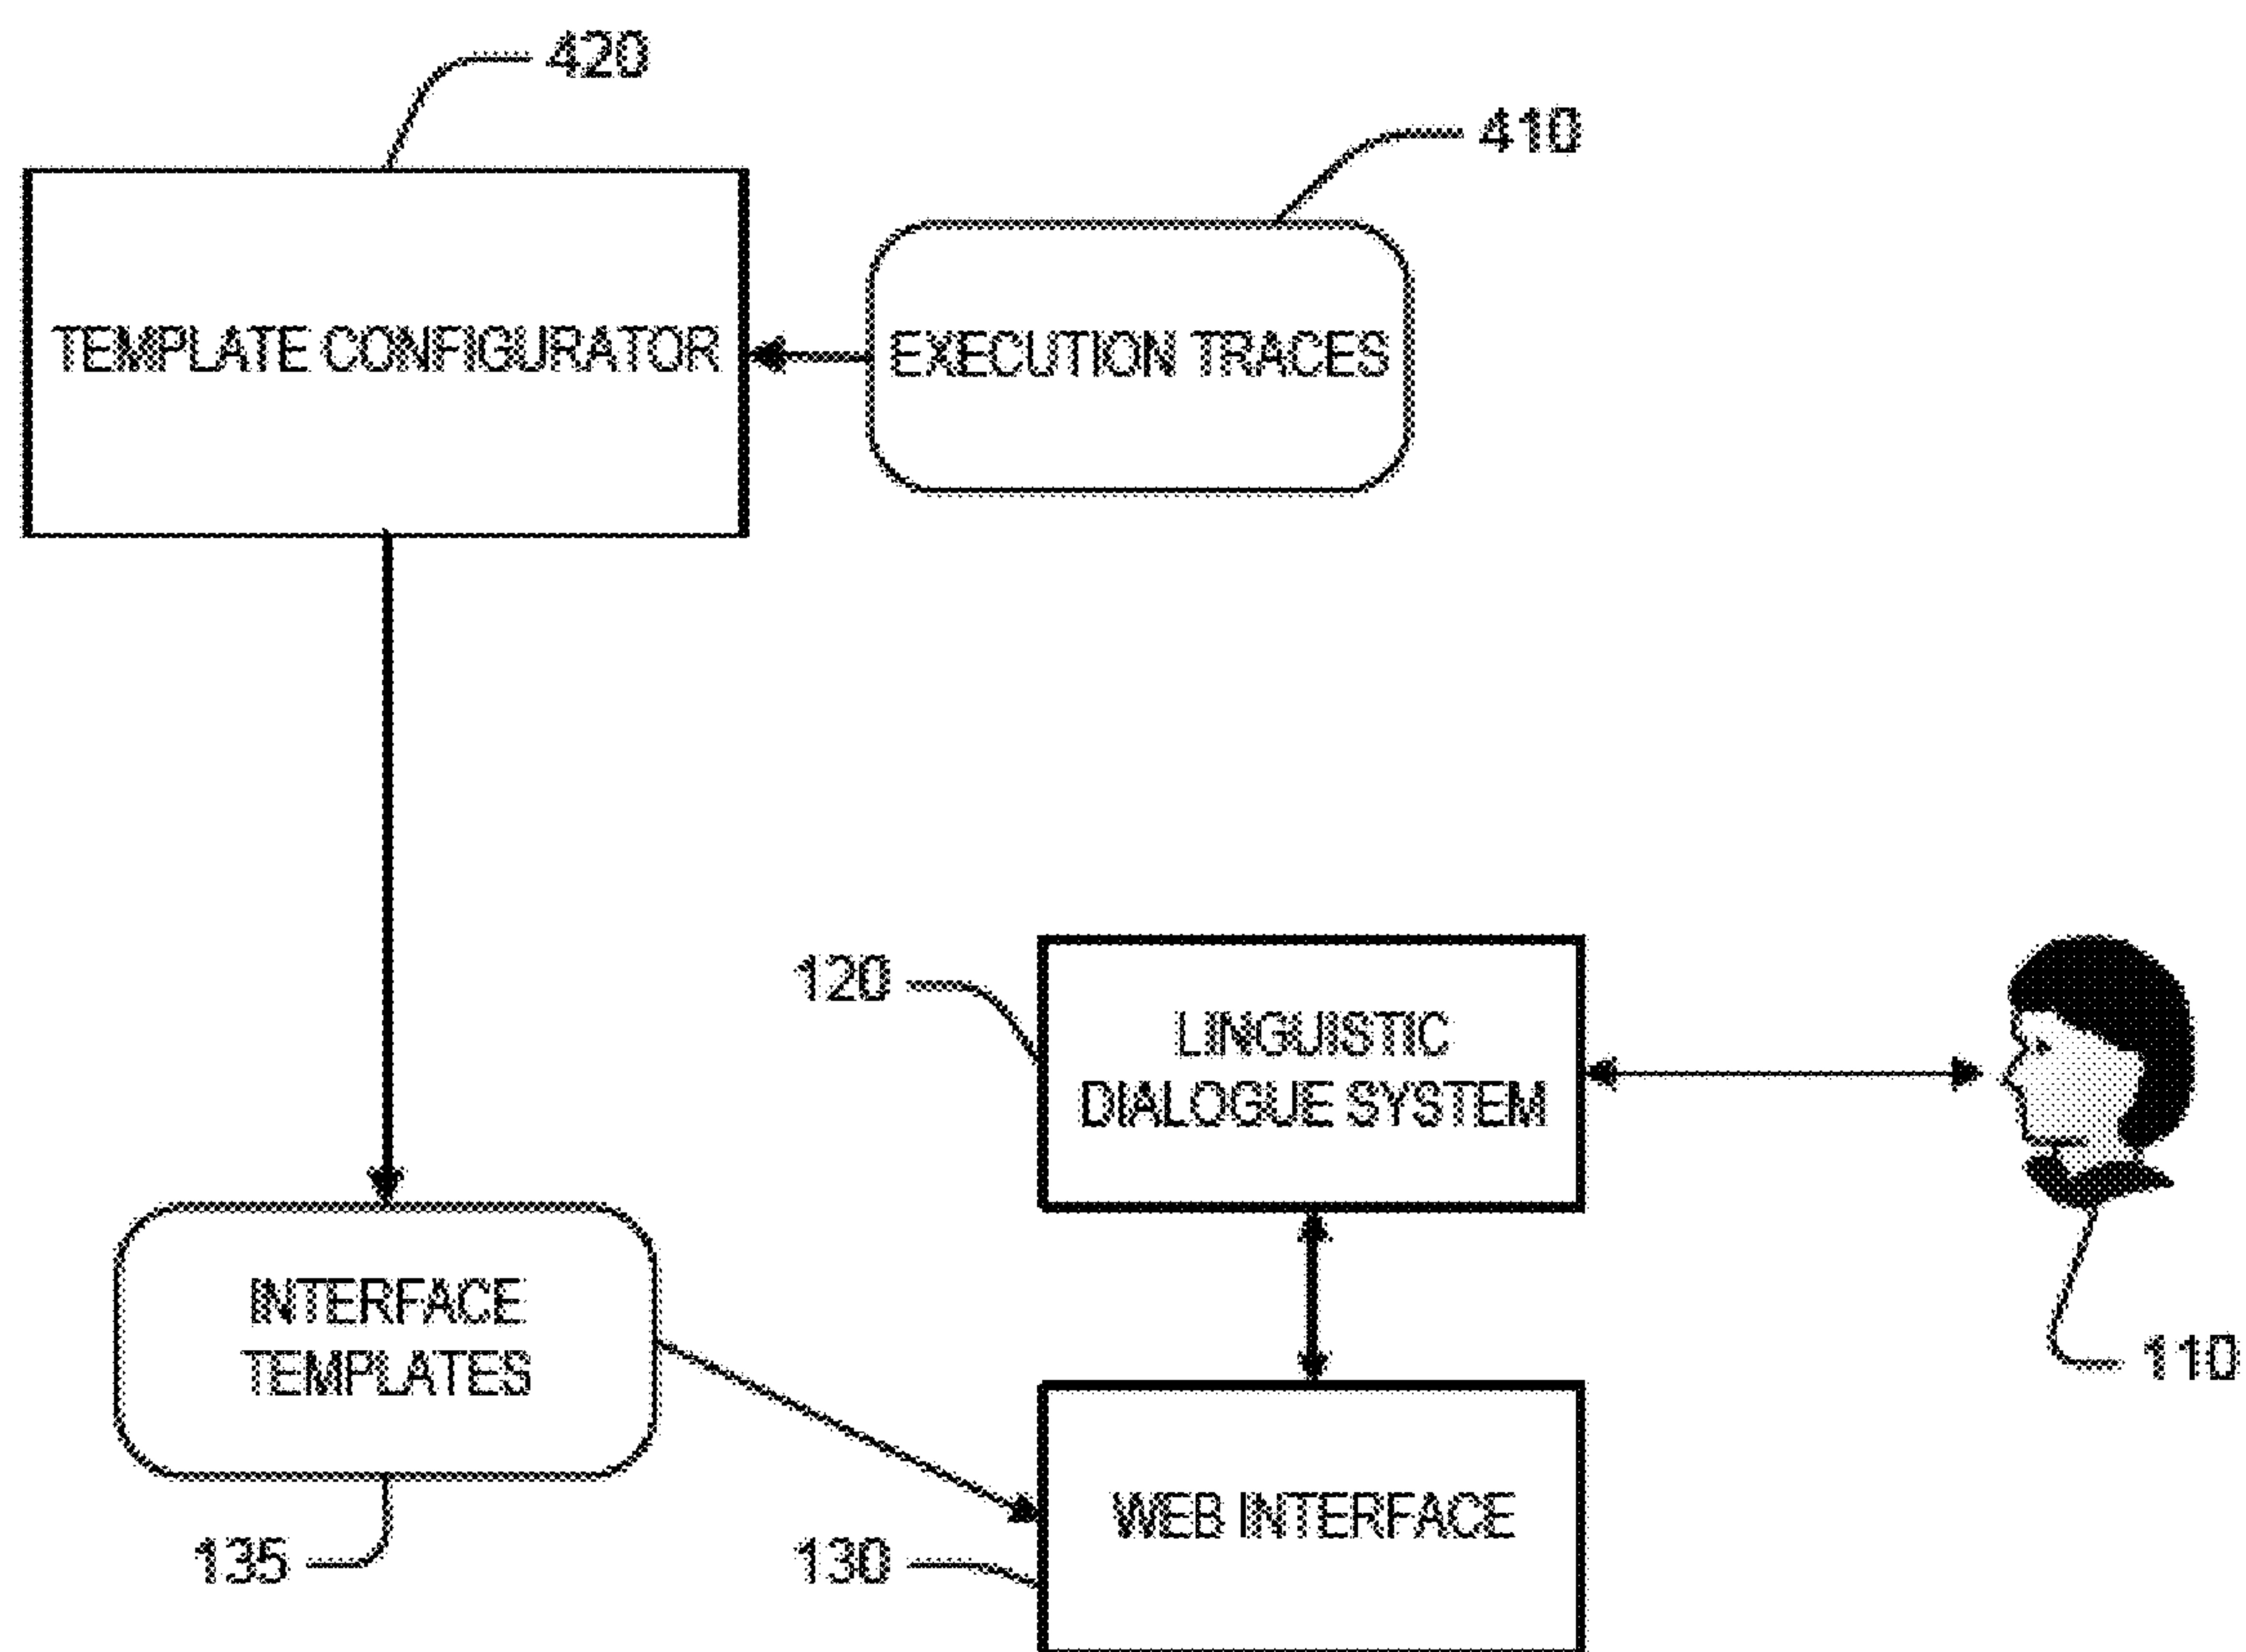 420
410
TEMPLATE CONFIGURATOR
EXECUTION TRACES
120
LINGUISTIC
DIALOGUE SYSTEM
INTERFACE
TEMPLATES
110
135
130
WEB INTERFACE